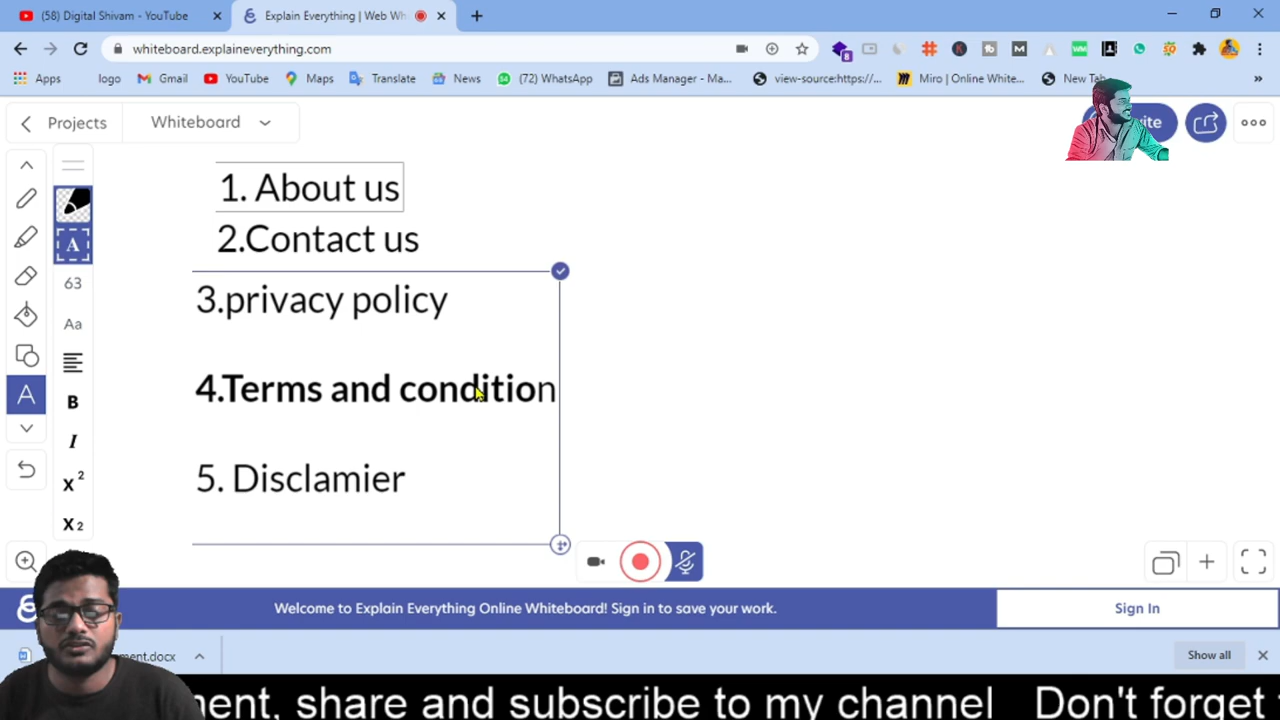 (58) Digital Shivam - YouTube
Explain Everything | Web Wh
whiteboard.explaineverything.com
Apps
logo
Gmail
YouTube
Maps
Translate
News
(72) WhatsApp
Ads Manager - Ma...
view-source:https://...
Miro | Online White...
New Tab
Projects
Whiteboard
1. About us
2.Contact us
3.privacy policy
4.Terms and condition
5. Disclamier
63
Aa
A
B
I
X2
X2
Welcome to Explain Everything Online Whiteboard! Sign in to save your work.
Sign In
ment.docx
Show all
ment, share and subscribe to my channel Don't forget